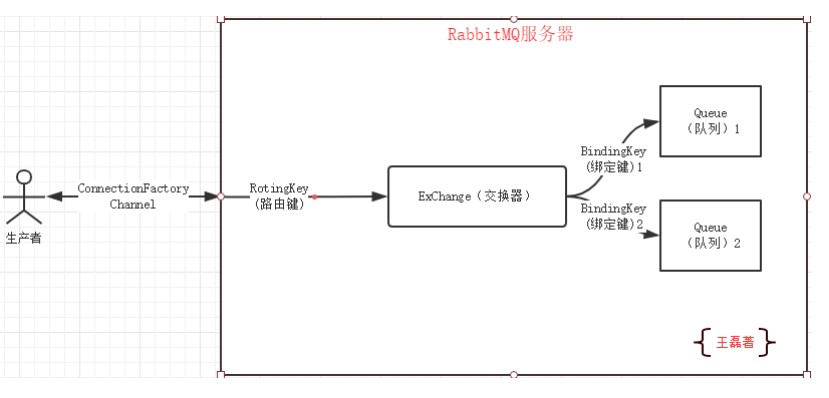 RabbitMQ服务器
Queue
(队列) 1
BindingKey
(绑定键)1
ConnectionFactory
Channel
RotingKey
(路由键)
ExChange (交换器)
BindingKey
(绑定键)2
Queue
(队列) 2
生产者
王磊著